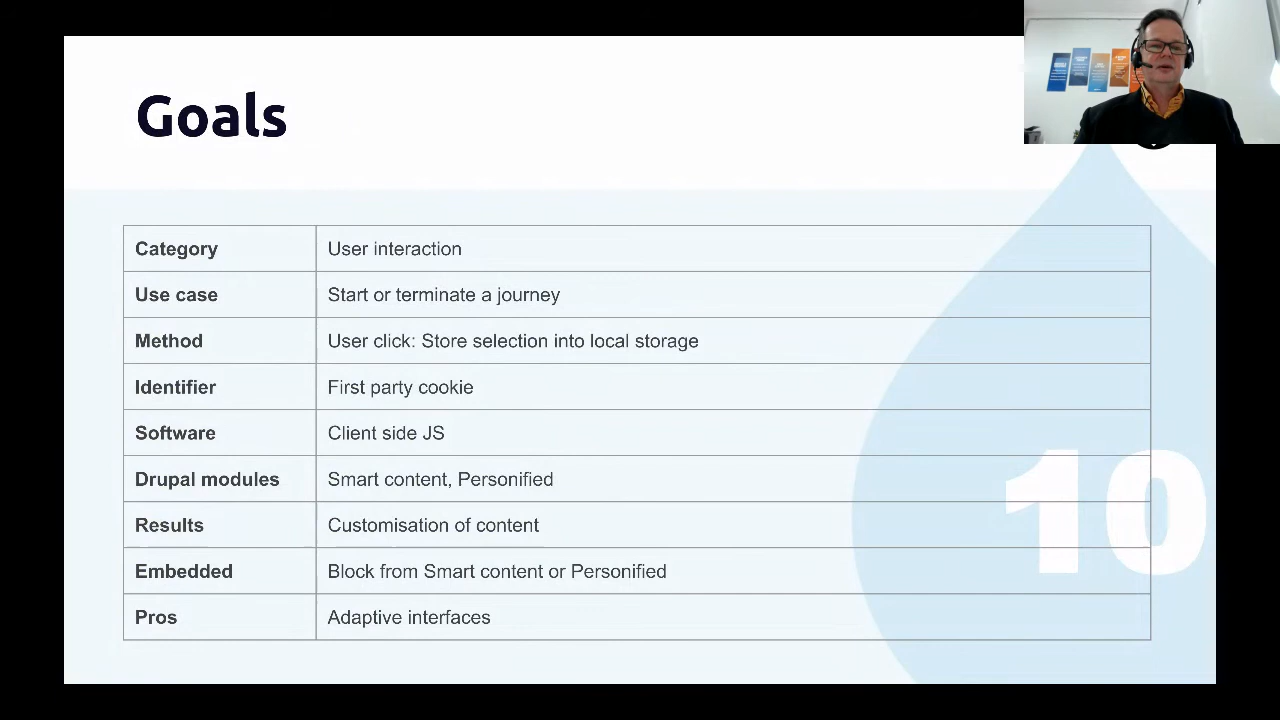 Goals
Category User interaction
Use case Start or terminate a journey
Method User click: Store selection into local storage
Identifier First party cookie
Software Client side JS
Drupal modules Smart content, Personified
Results Customisation of content
Embedded Block from Smart content or Personified
Pros Adaptive interfaces
10